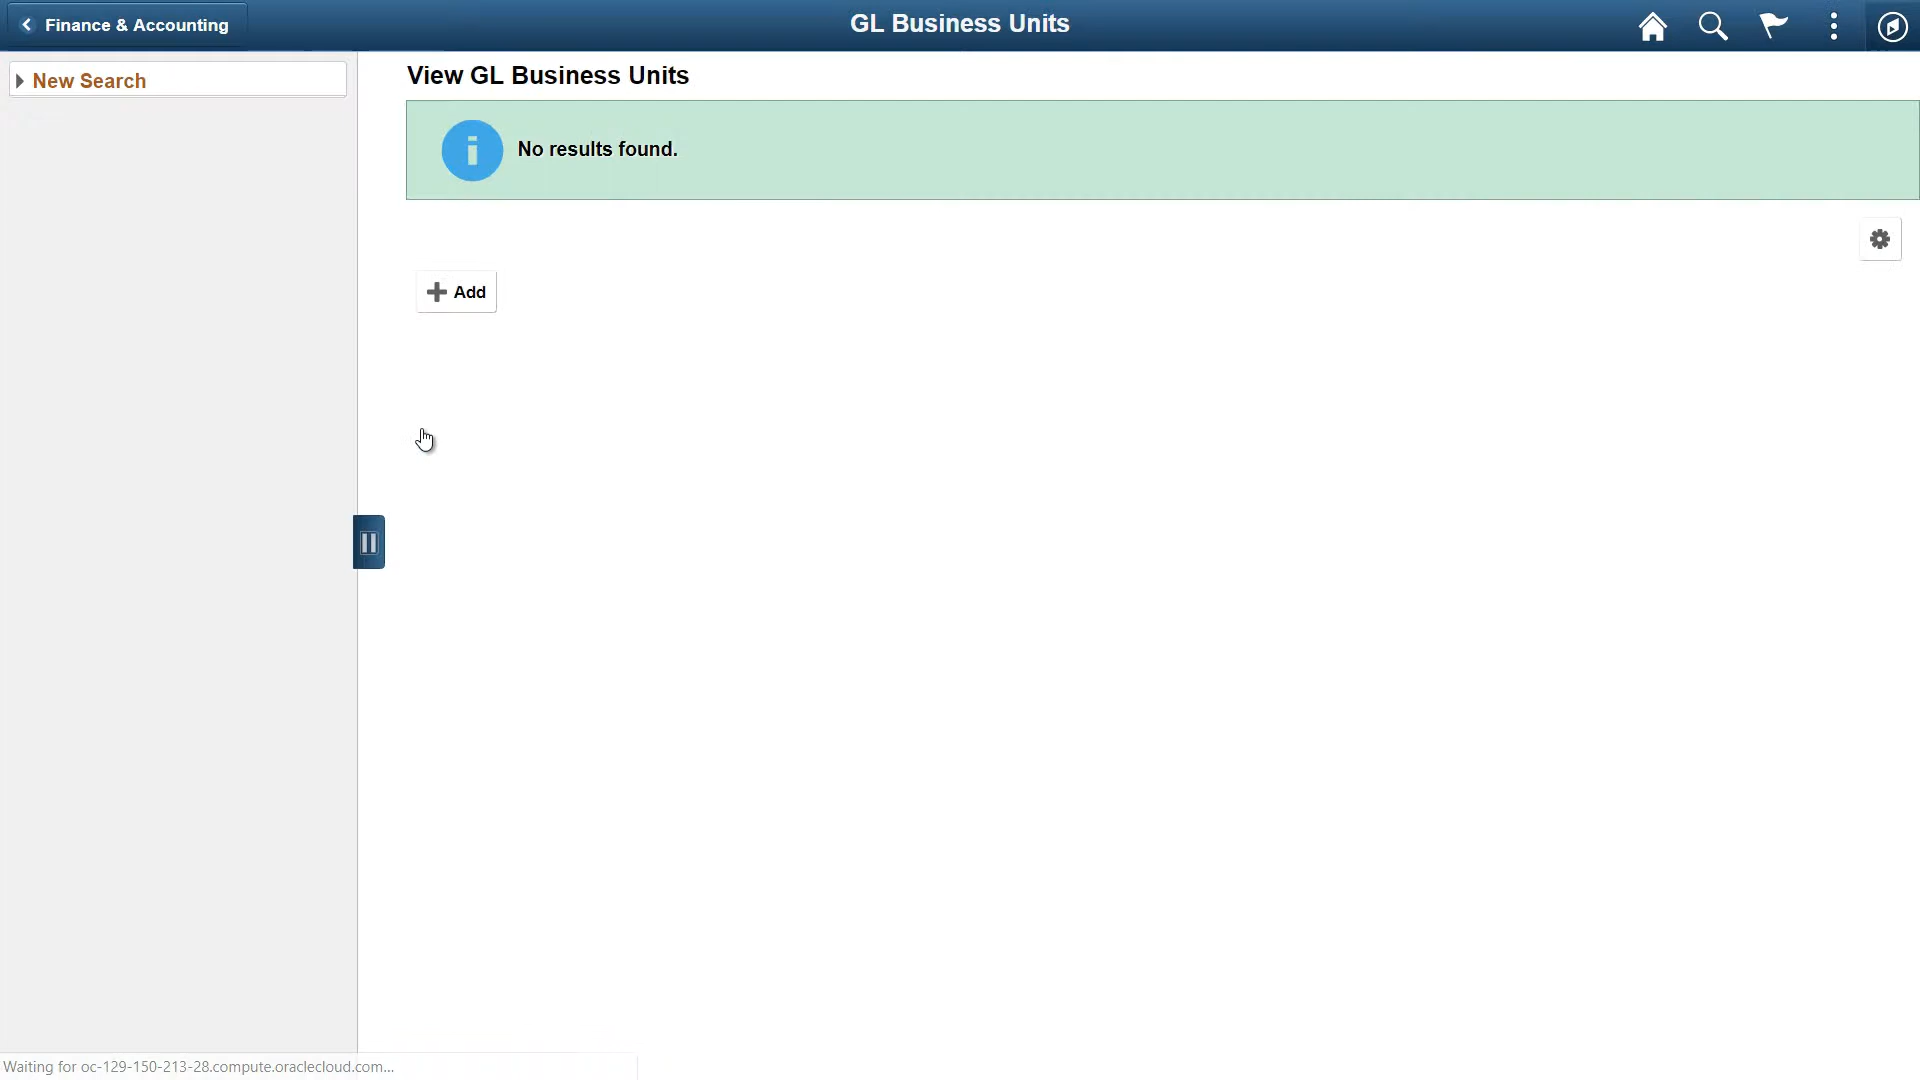 Finance & Accounting
GL Business Units
New Search
View GL Business Units
No results found.
Add
Waiting for oc-129-150-213-28.compute.oraclecloud.com...